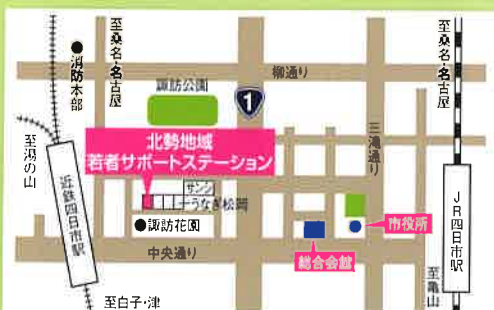 至桑名・名古屋
●消防本部
至湯の山
近鉄四日市駅
至白子・津
諏訪公園
1
柳通り
北勢地域
若者サポートステーション
サンシ
うなぎ松岡
●諏訪花園
中央通り
三滝通り
市役所
総合会館
至桑名・名古屋
JR四日市駅
至亀山